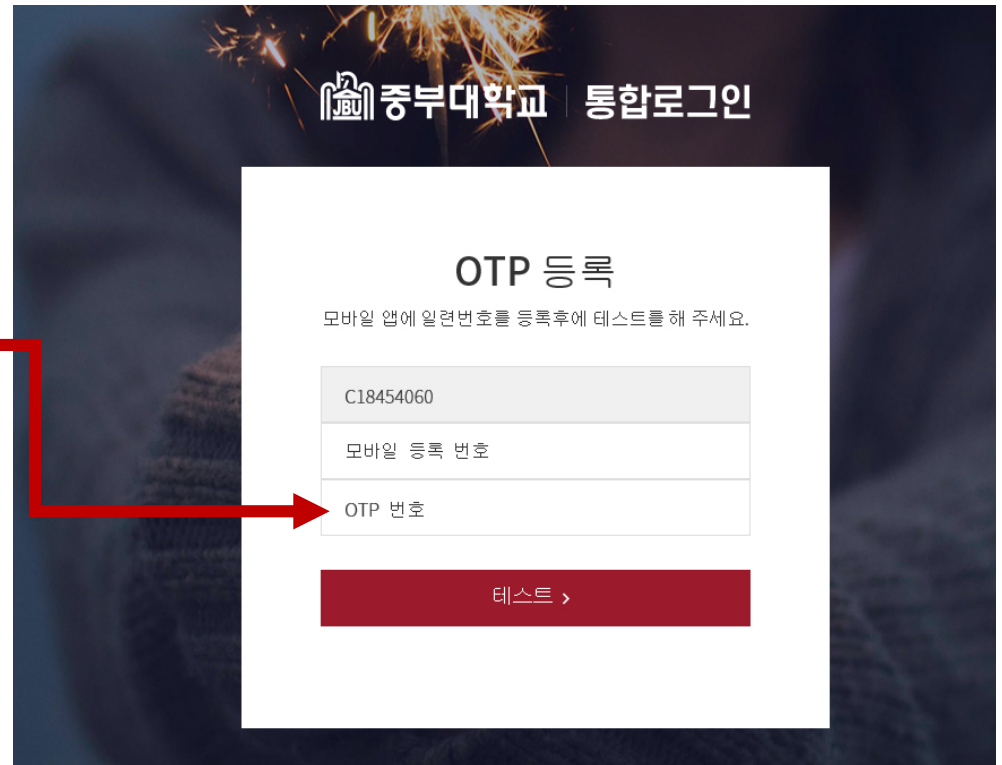 JBU 중부대학교 통합로그인
OTP 등록
모바일 앱에 일련번호를 등록후에 테스트를 해 주세요.
C18454060
모바일 등록 번호
OTP 번호
테스트 ›